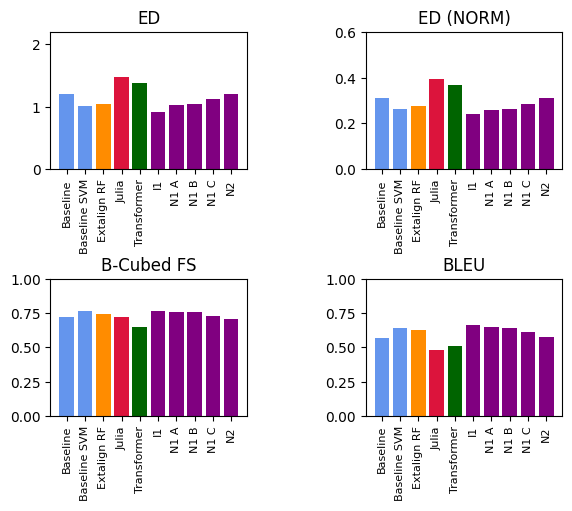 ED
2
1
0
Baseline
Baseline SVM
Extalign RF
Julia
Transformer
I1
N1 A
N1 B
N1 C
N2
ED (NORM)
0.6
0.4
0.2
0.0
Baseline
Baseline SVM
Extalign RF
Julia
Transformer
I1
N1 A
N1 B
N1 C
N2
B-Cubed FS
1.00
0.75
0.50
0.25
0.00
Baseline
Baseline SVM
Extalign RF
Julia
Transformer
I1
N1 A
N1 B
N1 C
N2
BLEU
1.00
0.75
0.50
0.25
0.00
Baseline
Baseline SVM
Extalign RF
Julia
Transformer
I1
N1 A
N1 B
N1 C
N2